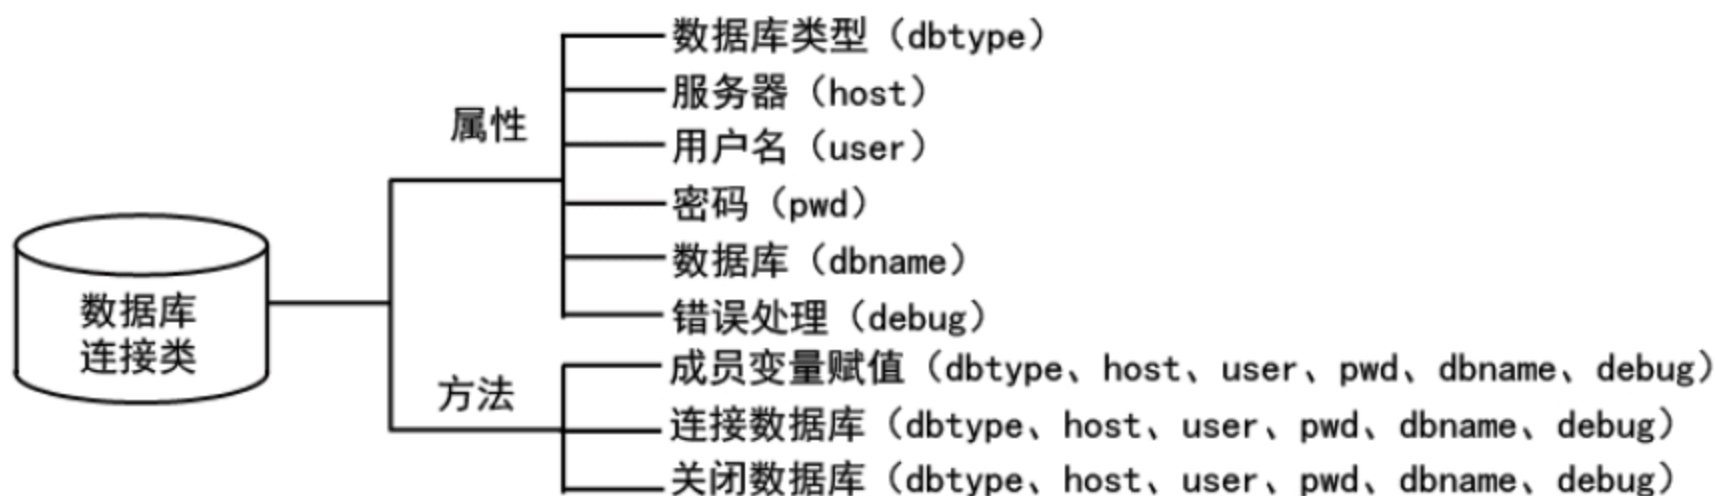 数据库类型（dbtype）
服务器（host）
属性
用户名（user）
密码（pwd）
数据库（dbname）
数据库
连接类
错误处理（debug）
成员变量赋值（dbtype、host、user、pwd、dbname、debug）
方法
连接数据库（dbtype、host、user、pwd、dbname、debug）
关闭数据库（dbtype、host、user、pwd、dbname、debug）